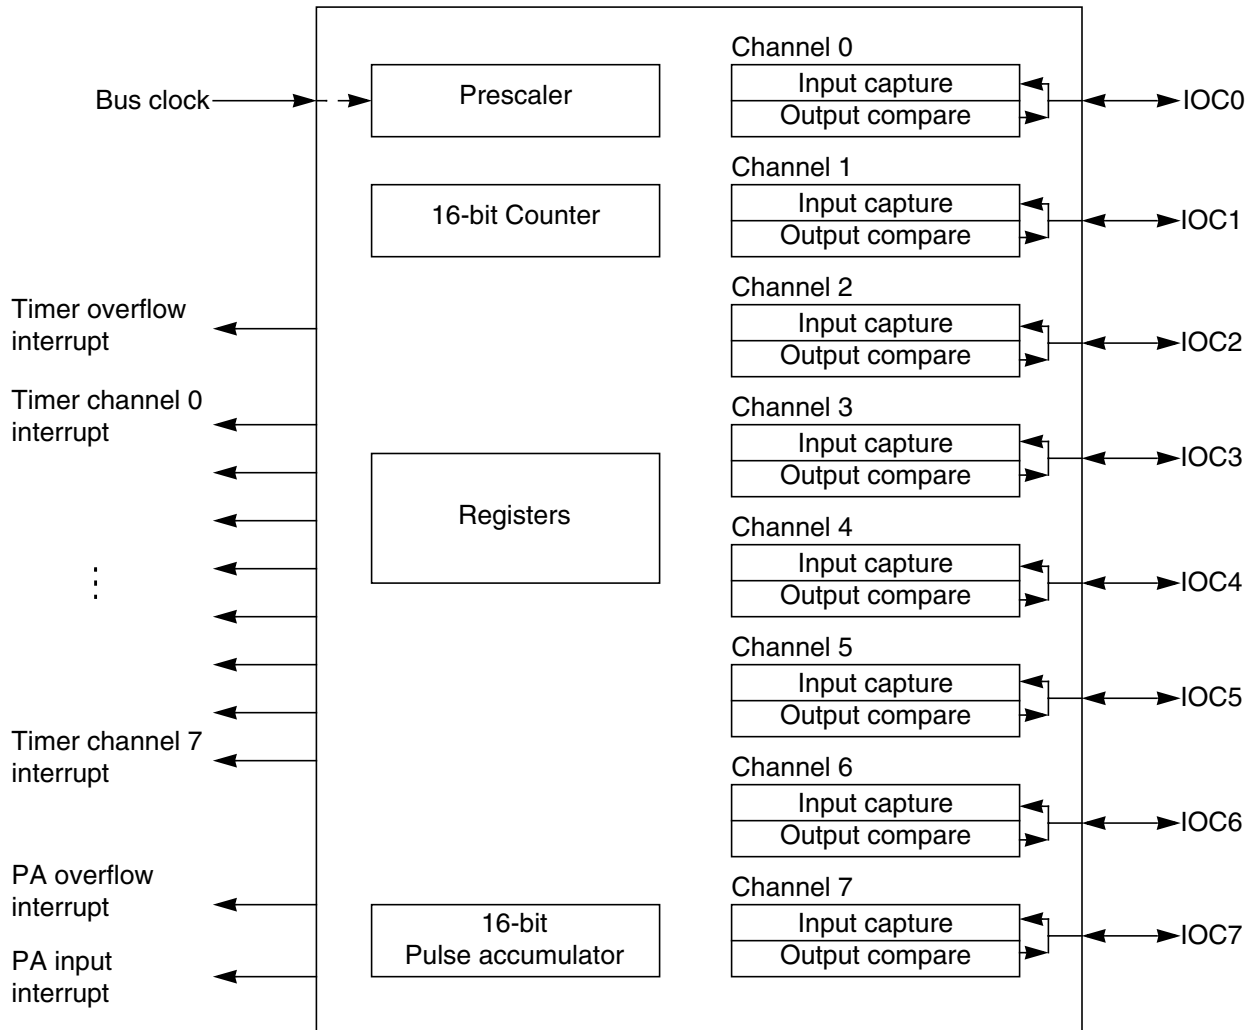 Bus clock
Timer overflow
interrupt
Timer channel 0
interrupt
Timer channel 7
interrupt
PA overflow
interrupt
PA input
interrupt
Prescaler
16-bit Counter
Registers
16-bit
Pulse accumulator
Channel 0
Input capture
Output compare
Channel 1
Input capture
Output compare
Channel 2
Input capture
Output compare
Channel 3
Input capture
Output compare
Channel 4
Input capture
Output compare
Channel 5
Input capture
Output compare
Channel 6
Input capture
Output compare
Channel 7
Input capture
Output compare
IOC0
IOC1
IOC2
IOC3
IOC4
IOC5
IOC6
IOC7